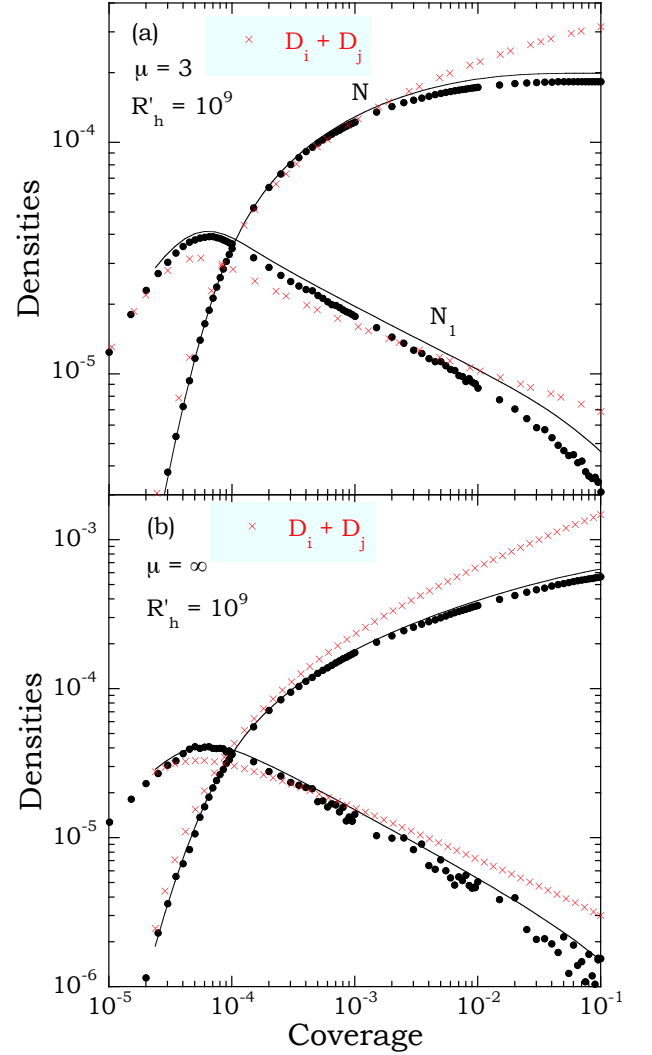 (a)
× D_i + D_j
μ = 3
R'_h = 10^9
N
N_1
Densities
10^-4
10^-5
(b)
× D_i + D_j
μ = ∞
R'_h = 10^9
Densities
10^-3
10^-4
10^-5
10^-6
10^-5 10^-4 10^-3 10^-2 10^-1
Coverage